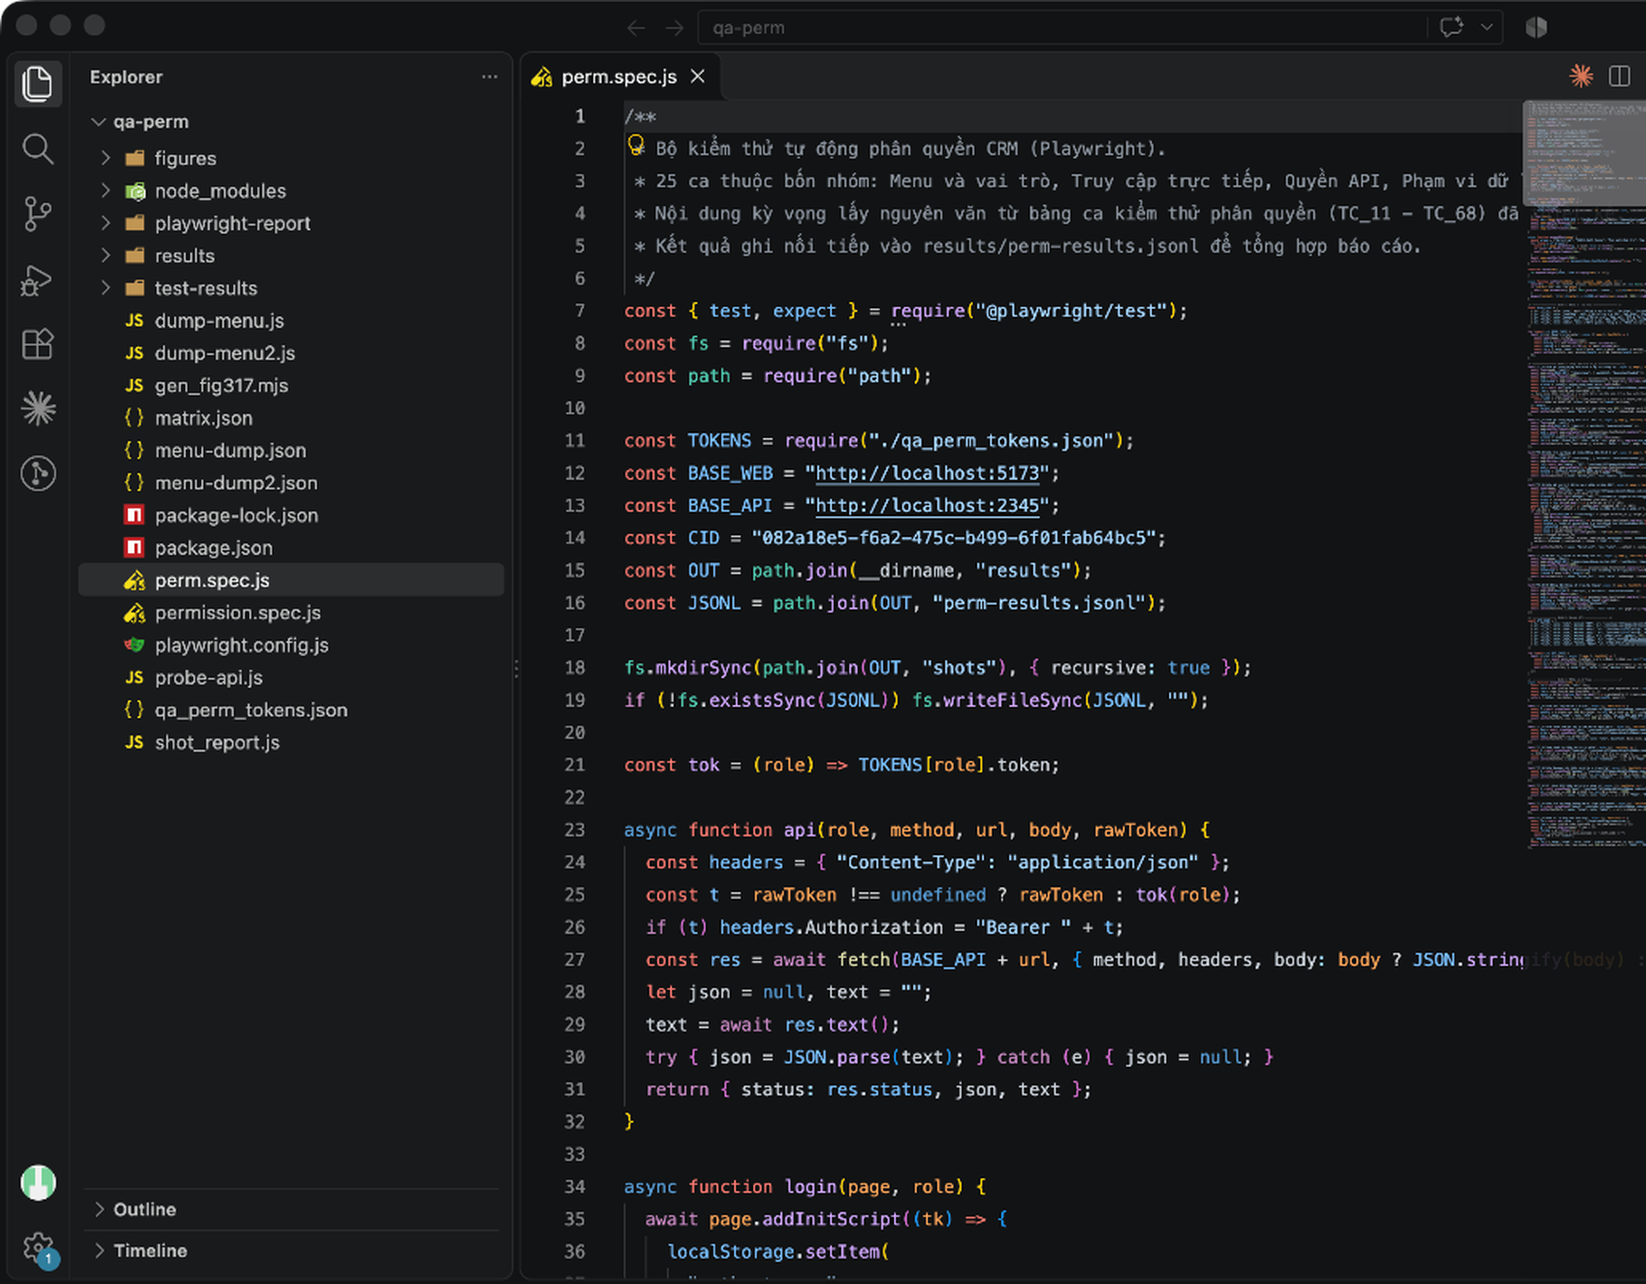 qa-perm
Explorer
qa-perm
figures
node_modules
playwright-report
results
test-results
JS dump-menu.js
JS dump-menu2.js
JS gen_fig317.mjs
{} matrix.json
{} menu-dump.json
{} menu-dump2.json
package-lock.json
package.json
perm.spec.js
permission.spec.js
playwright.config.js
JS probe-api.js
{} qa_perm_tokens.json
JS shot_report.js
Outline
Timeline
1
perm.spec.js
1 /**
2 Bộ kiểm thử tự động phân quyền CRM (Playwright).
3 * 25 ca thuộc bốn nhóm: Menu và vai trò, Truy cập trực tiếp, Quyền API, Phạm vi dữ
4 * Nội dung kỳ vọng lấy nguyên văn từ bảng ca kiểm thử phân quyền (TC_11 – TC_68) đã
5 * Kết quả ghi nối tiếp vào results/perm-results.jsonl để tổng hợp báo cáo.
6 */
7 const { test, expect } = require("@playwright/test");
8 const fs = require("fs");
9 const path = require("path");
10
11 const TOKENS = require("./qa_perm_tokens.json");
12 const BASE_WEB = "http://localhost:5173";
13 const BASE_API = "http://localhost:2345";
14 const CID = "082a18e5-f6a2-475c-b499-6f01fab64bc5";
15 const OUT = path.join(__dirname, "results");
16 const JSONL = path.join(OUT, "perm-results.jsonl");
17
18 fs.mkdirSync(path.join(OUT, "shots"), { recursive: true });
19 if (!fs.existsSync(JSONL)) fs.writeFileSync(JSONL, "");
20
21 const tok = (role) => TOKENS[role].token;
22
23 async function api(role, method, url, body, rawToken) {
24 const headers = { "Content-Type": "application/json" };
25 const t = rawToken !== undefined ? rawToken : tok(role);
26 if (t) headers.Authorization = "Bearer " + t;
27 const res = await fetch(BASE_API + url, { method, headers, body: body ? JSON.stringify(body) :
28 let json = null, text = "";
29 text = await res.text();
30 try { json = JSON.parse(text); } catch (e) { json = null; }
31 return { status: res.status, json, text };
32 }
33
34 async function login(page, role) {
35 await page.addInitScript((tk) => {
36 localStorage.setItem(